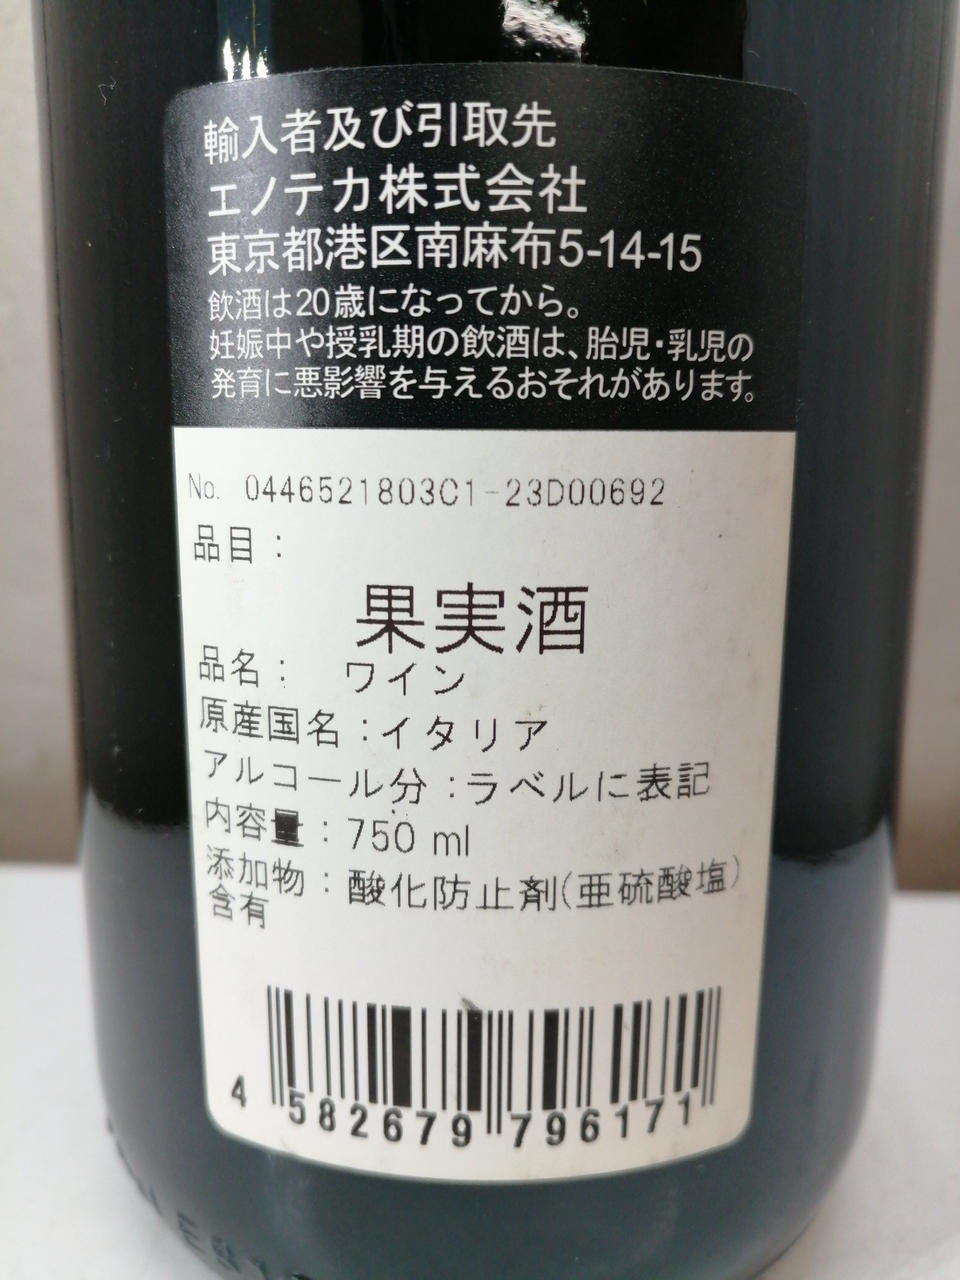 輸入者及び引取先
エノテカ株式会社
東京都港区南麻布5-14-15
飲酒は20歳になってから。
妊娠中や授乳期の飲酒は、胎児・乳児の
発育に悪影響を与えるおそれがあります。
No. 0446521803C1-23D00692
品目：
果実酒
品名： ワイン
原産国名：イタリア
アルコール分：ラベルに表記
内容量：750 ml
添加物：酸化防止剤(亜硫酸塩)
含有
4 582679 796171